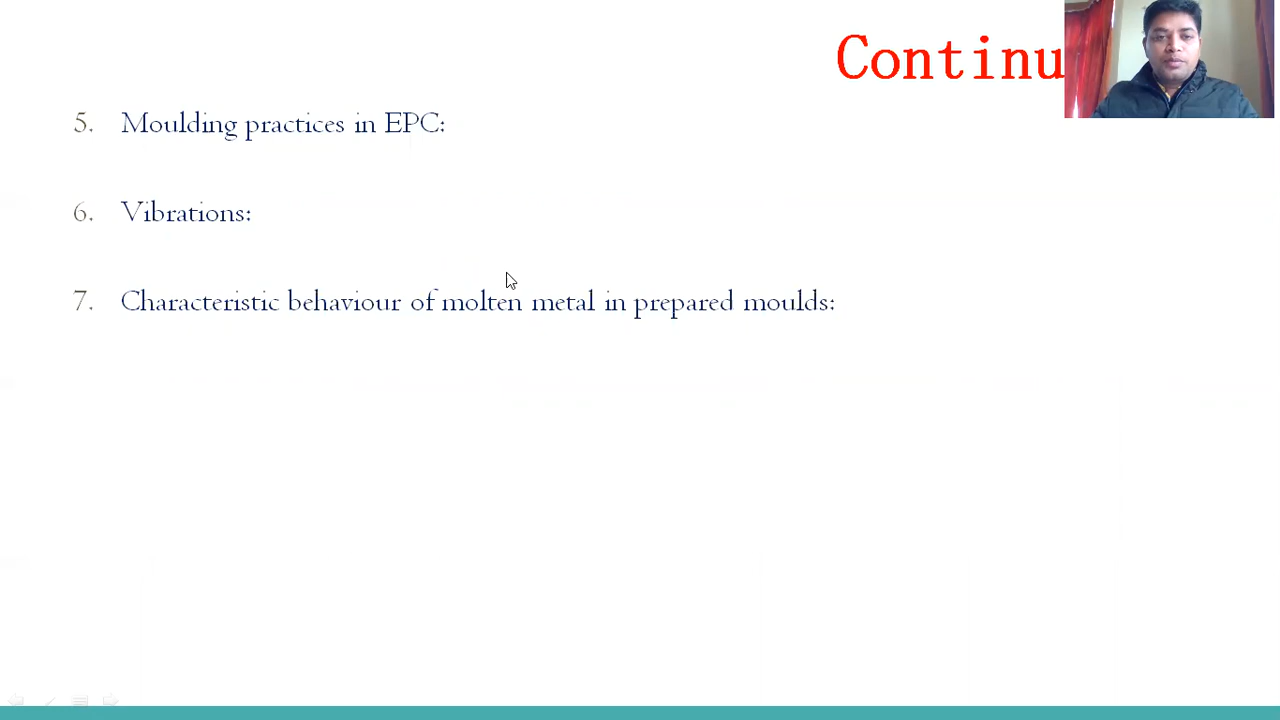 Continu
5. Moulding practices in EPC:
6. Vibrations:
7. Characteristic behaviour of molten metal in prepared moulds: